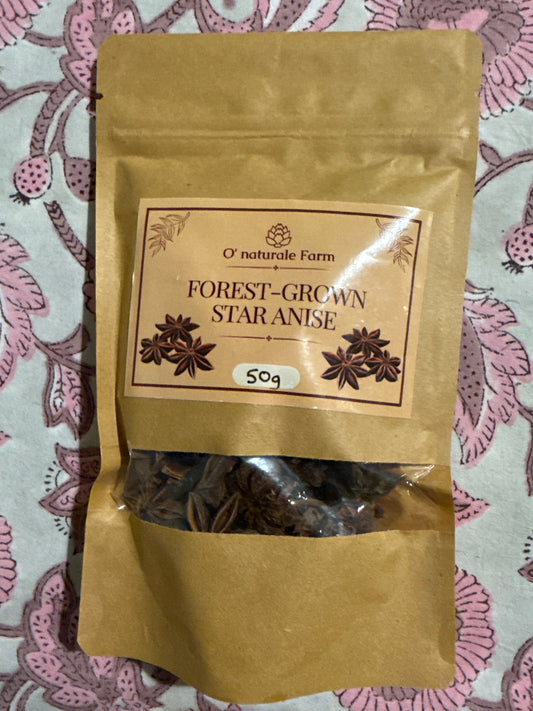 O' naturale Farm
FOREST-GROWN
STAR ANISE
50g